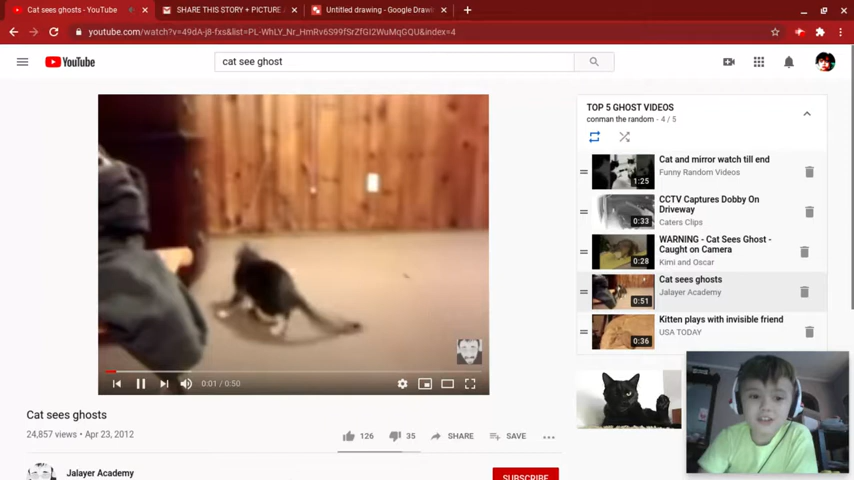 Cat sees ghosts - YouTube
SHARE THIS STORY + PICTURE
Untitled drawing - Google Drawi
youtube.com/watch?v=49dA-j8-fxs&list=PL-WhLY_Nr_HmRv6S99fSrZfGI2WuMqGQU&index=4
YouTube
cat see ghost
TOP 5 GHOST VIDEOS
conman the random - 4 / 5
Cat and mirror watch till end
Funny Random Videos
1:25
CCTV Captures Dobby On
Driveway
Caters Clips
0:33
WARNING - Cat Sees Ghost -
Caught on Camera
Kimi and Oscar
0:28
Cat sees ghosts
Jalayer Academy
0:51
Kitten plays with invisible friend
USA TODAY
0:36
0:01 / 0:50
Cat sees ghosts
24,857 views • Apr 23, 2012
126
35
SHARE
SAVE
Jalayer Academy
SUBSCRIBE